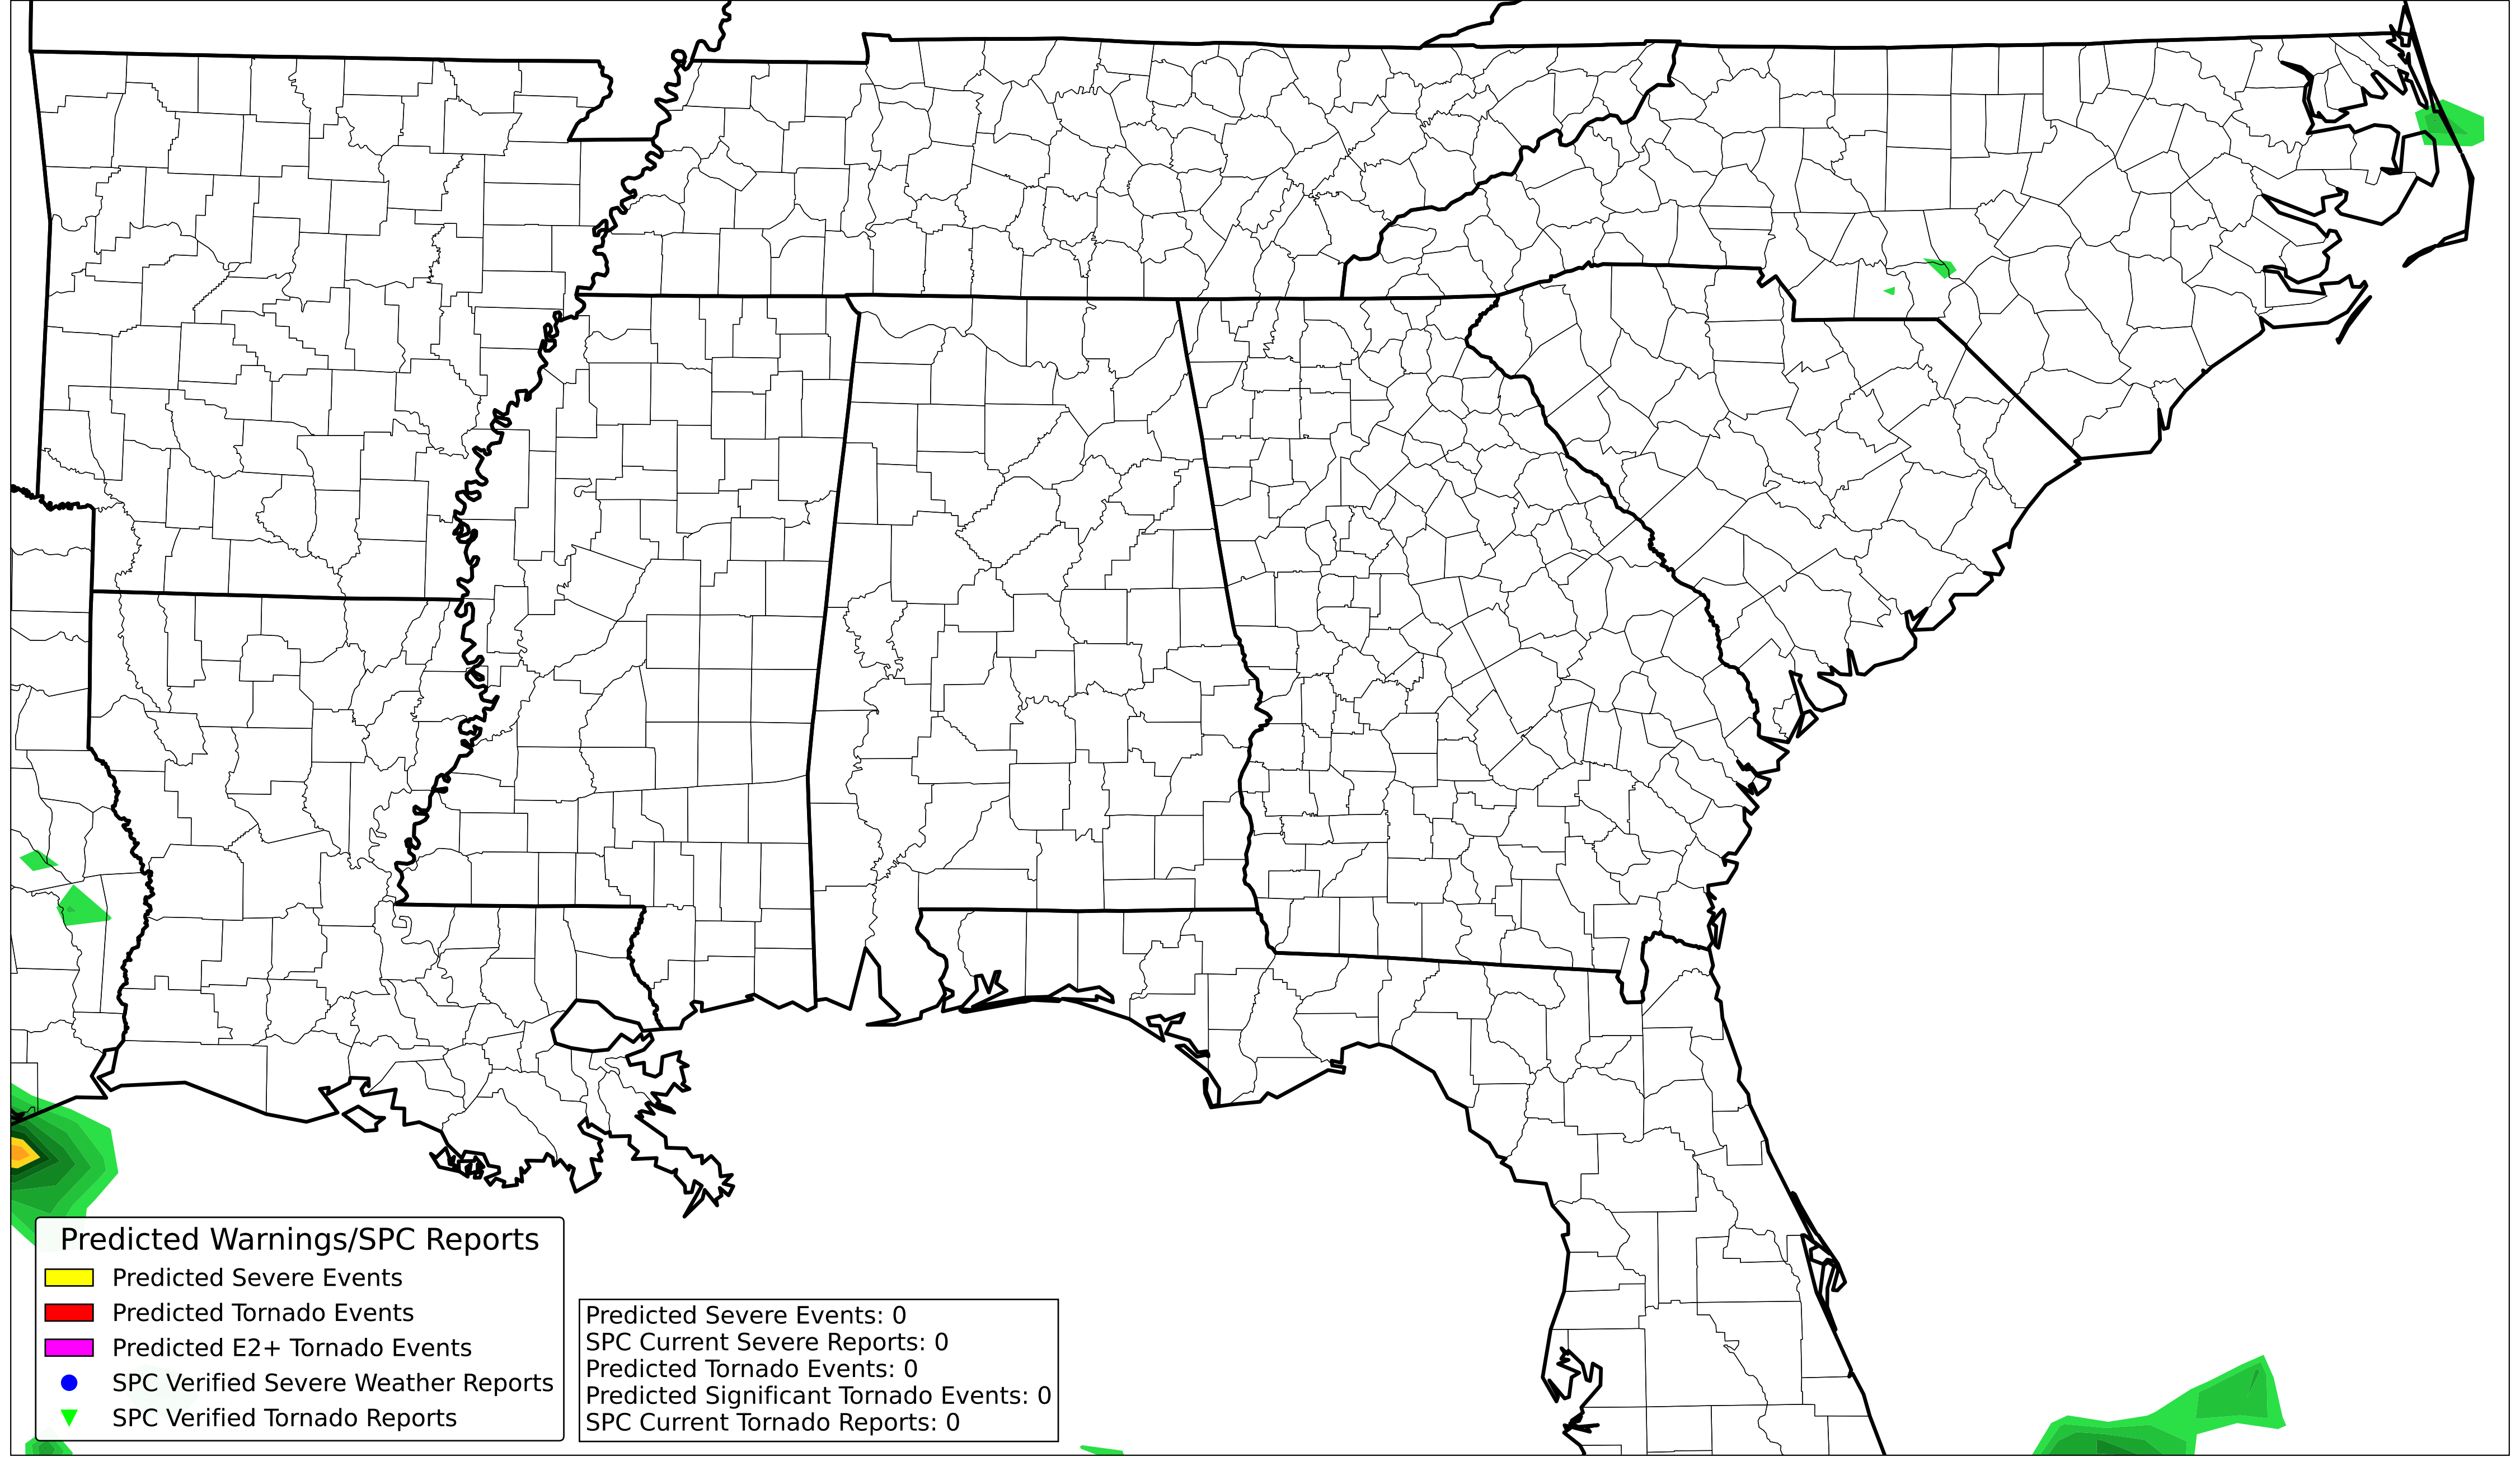 Predicted Warnings/SPC Reports
Predicted Severe Events
Predicted Tornado Events
Predicted E2+ Tornado Events
SPC Verified Severe Weather Reports
SPC Verified Tornado Reports
Predicted Severe Events: 0
SPC Current Severe Reports: 0
Predicted Tornado Events: 0
Predicted Significant Tornado Events: 0
SPC Current Tornado Reports: 0